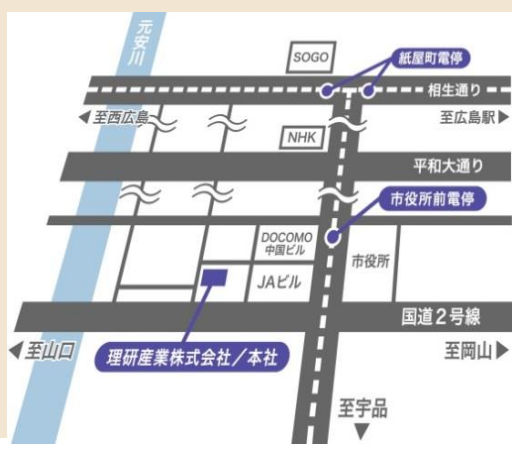 元安川
SOGO
紙屋町電停
相生通り
◀至西広島
至広島駅▶
NHK
平和大通り
市役所前電停
DOCOMO
中国ビル
市役所
JAビル
国道2号線
◀至山口
理研産業株式会社／本社
至岡山▶
至宇品
▼